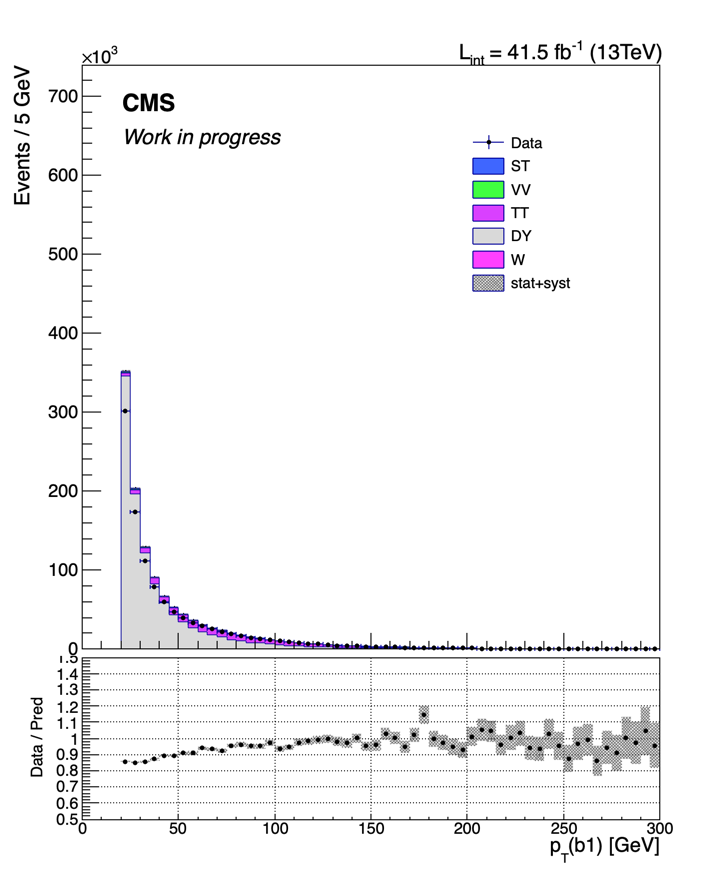 ×10³
L_int = 41.5 fb⁻¹ (13TeV)
Events / 5 GeV
700
600
500
400
300
200
100
0
CMS
Work in progress
Data
ST
VV
TT
DY
W
stat+syst
Data / Pred
1.5
1.4
1.3
1.2
1.1
1
0.9
0.8
0.7
0.6
0.5
0
50
100
150
200
250
300
p_T(b1) [GeV]